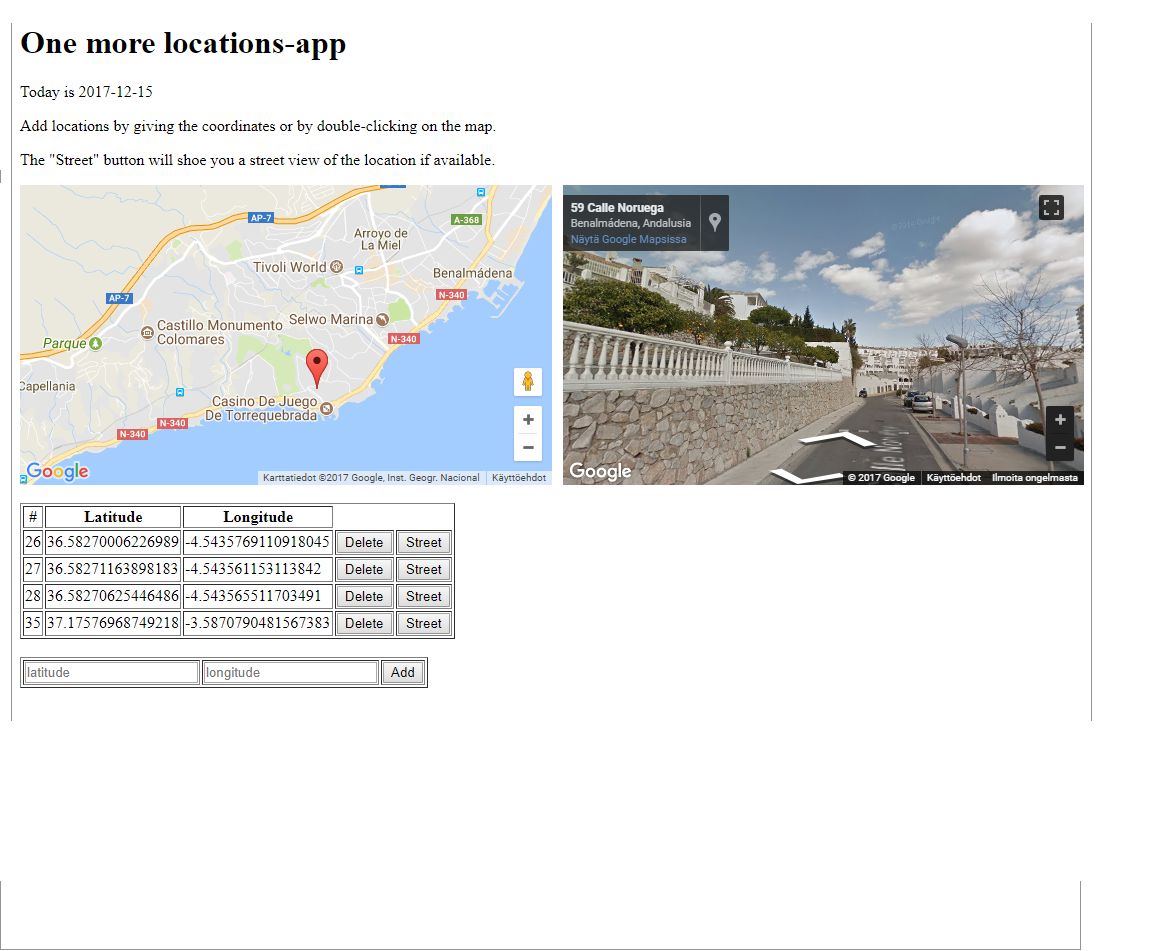 One more locations-app
Today is 2017-12-15
Add locations by giving the coordinates or by double-clicking on the map.
The "Street" button will shoe you a street view of the location if available.
AP-7
A-368
Arroyo de
La Miel
Tivoli World
Benalmádena
AP-7
N-340
Castillo Monumento
Colomares
Selwo Marina
N-340
Parque
Capellania
Casino De Juego
De Torrequebrada
N-340
N-340
+
−
Google
Karttatiedot ©2017 Google, Inst. Geogr. Nacional
Käyttöehdot
59 Calle Noruega
Benalmádena, Andalusia
Näytä Google Mapsissa
+
−
Google
© 2017 Google
Käyttöehdot
Ilmoita ongelmasta
# Latitude Longitude
26 36.58270006226989 -4.5435769110918045 Delete Street
27 36.58271163898183 -4.543561153113842 Delete Street
28 36.58270625446486 -4.543565511703491 Delete Street
35 37.17576968749218 -3.5870790481567383 Delete Street
latitude longitude Add